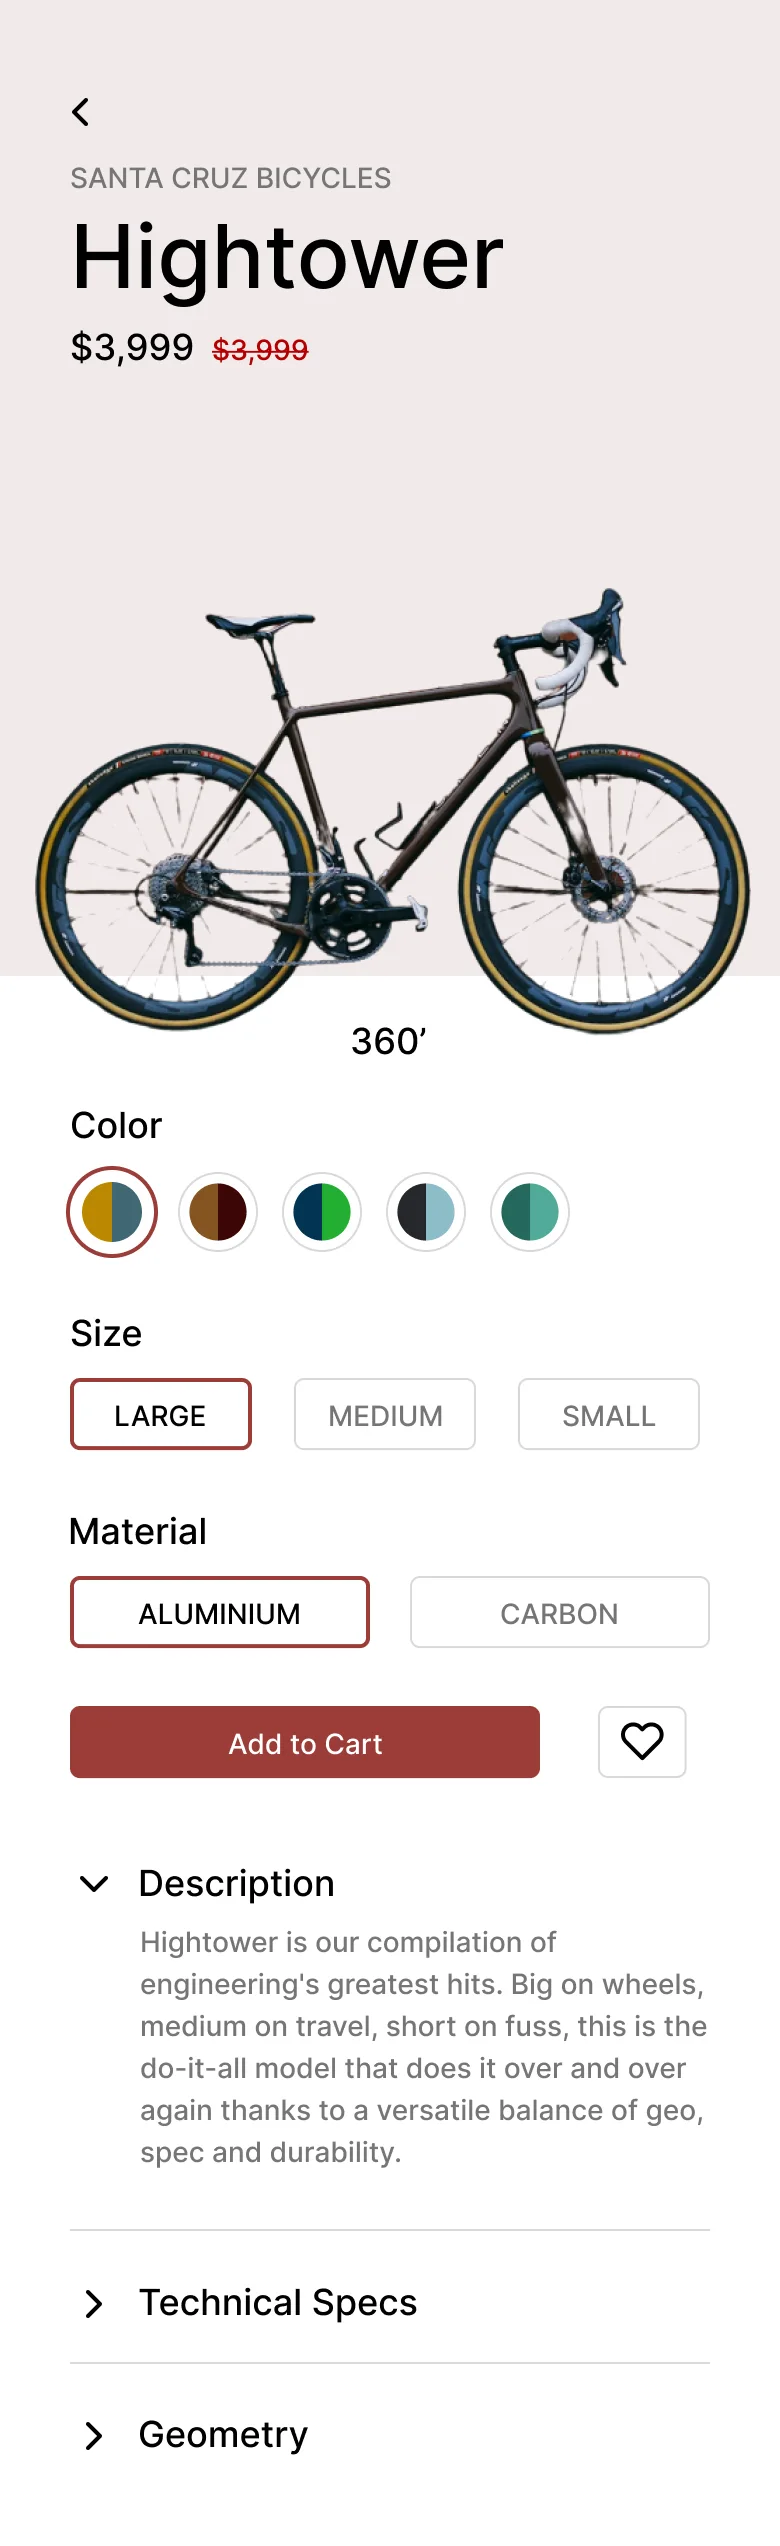 SANTA CRUZ BICYCLES
Hightower
$3,999 $3,999
360’
Color
Size
LARGE MEDIUM SMALL
Material
ALUMINIUM CARBON
Add to Cart
Description
Hightower is our compilation of
engineering's greatest hits. Big on wheels,
medium on travel, short on fuss, this is the
do-it-all model that does it over and over
again thanks to a versatile balance of geo,
spec and durability.
Technical Specs
Geometry